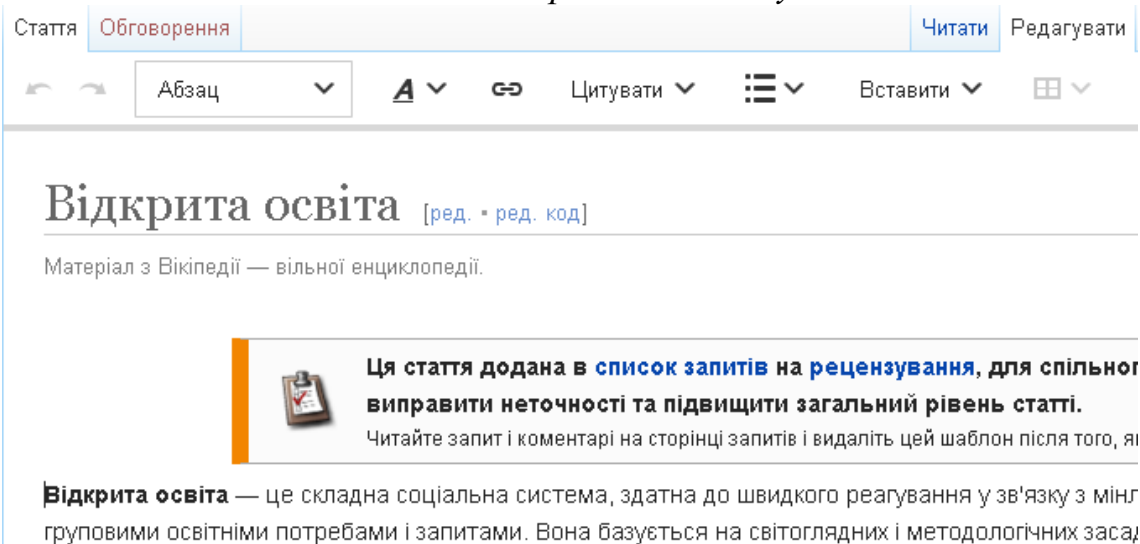 Стаття Обговорення Читати Редагувати
Абзац A Цитувати Вставити
Відкрита освіта [ред. • ред. код]
Матеріал з Вікіпедії — вільної енциклопедії.
Ця стаття додана в список запитів на рецензування, для
виправити неточності та підвищити загальний рівень статті.
Читайте запит і коментарі на сторінці запитів і видаліть цей шаблон після того,
Відкрита освіта — це складна соціальна система, здатна до швидкого реагування у зв'язку з
груповими освітніми потребами і запитами. Вона базується на світоглядних і методологічних